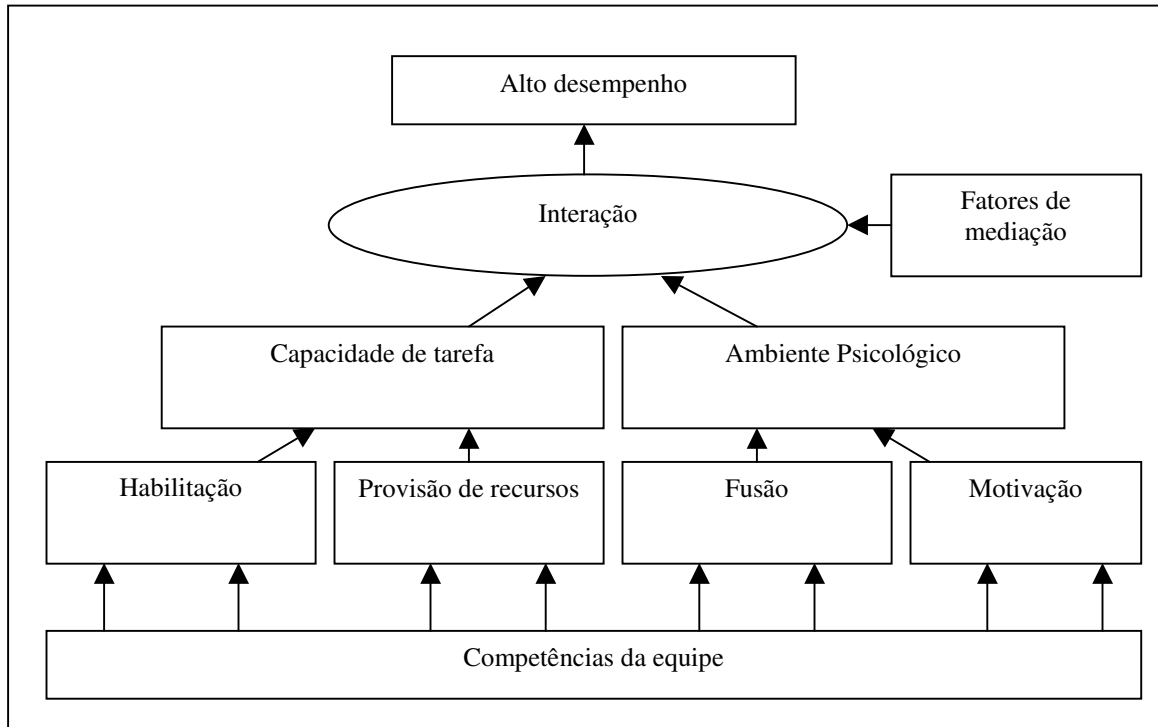 Alto desempenho
Interação
Fatores de
mediação
Capacidade de tarefa
Ambiente Psicológico
Habilitação
Provisão de recursos
Fusão
Motivação
Competências da equipe